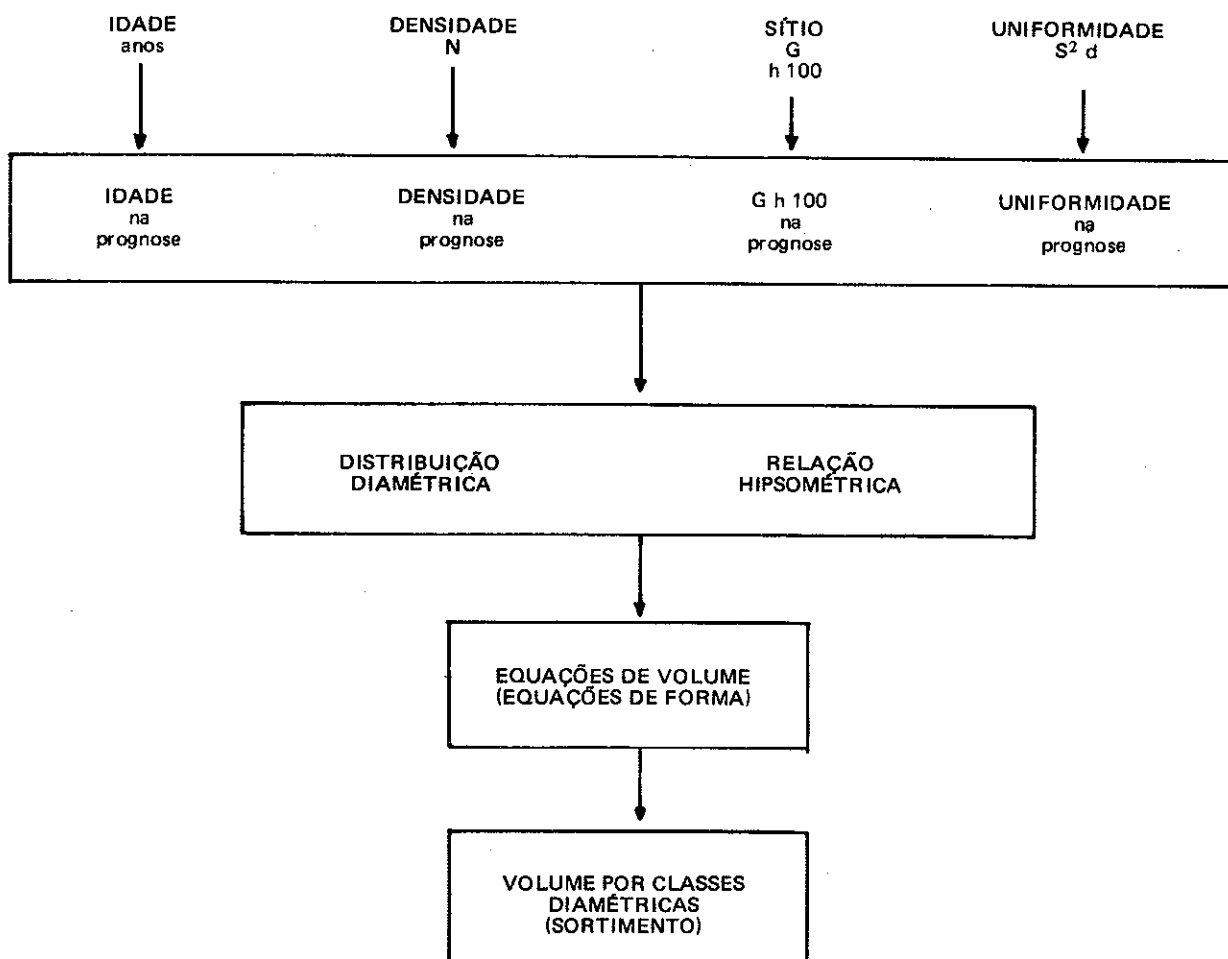 IDADE
anos
DENSIDADE
N
SÍTIO
G
h 100
UNIFORMIDADE
S² d
IDADE
na
prognose
DENSIDADE
na
prognose
G h 100
na
prognose
UNIFORMIDADE
na
prognose
DISTRIBUIÇÃO
DIAMÉTRICA
RELAÇÃO
HIPSOMÉTRICA
EQUAÇÕES DE VOLUME
(EQUAÇÕES DE FORMA)
VOLUME POR CLASSES
DIAMÉTRICAS
(SORTIMENTO)